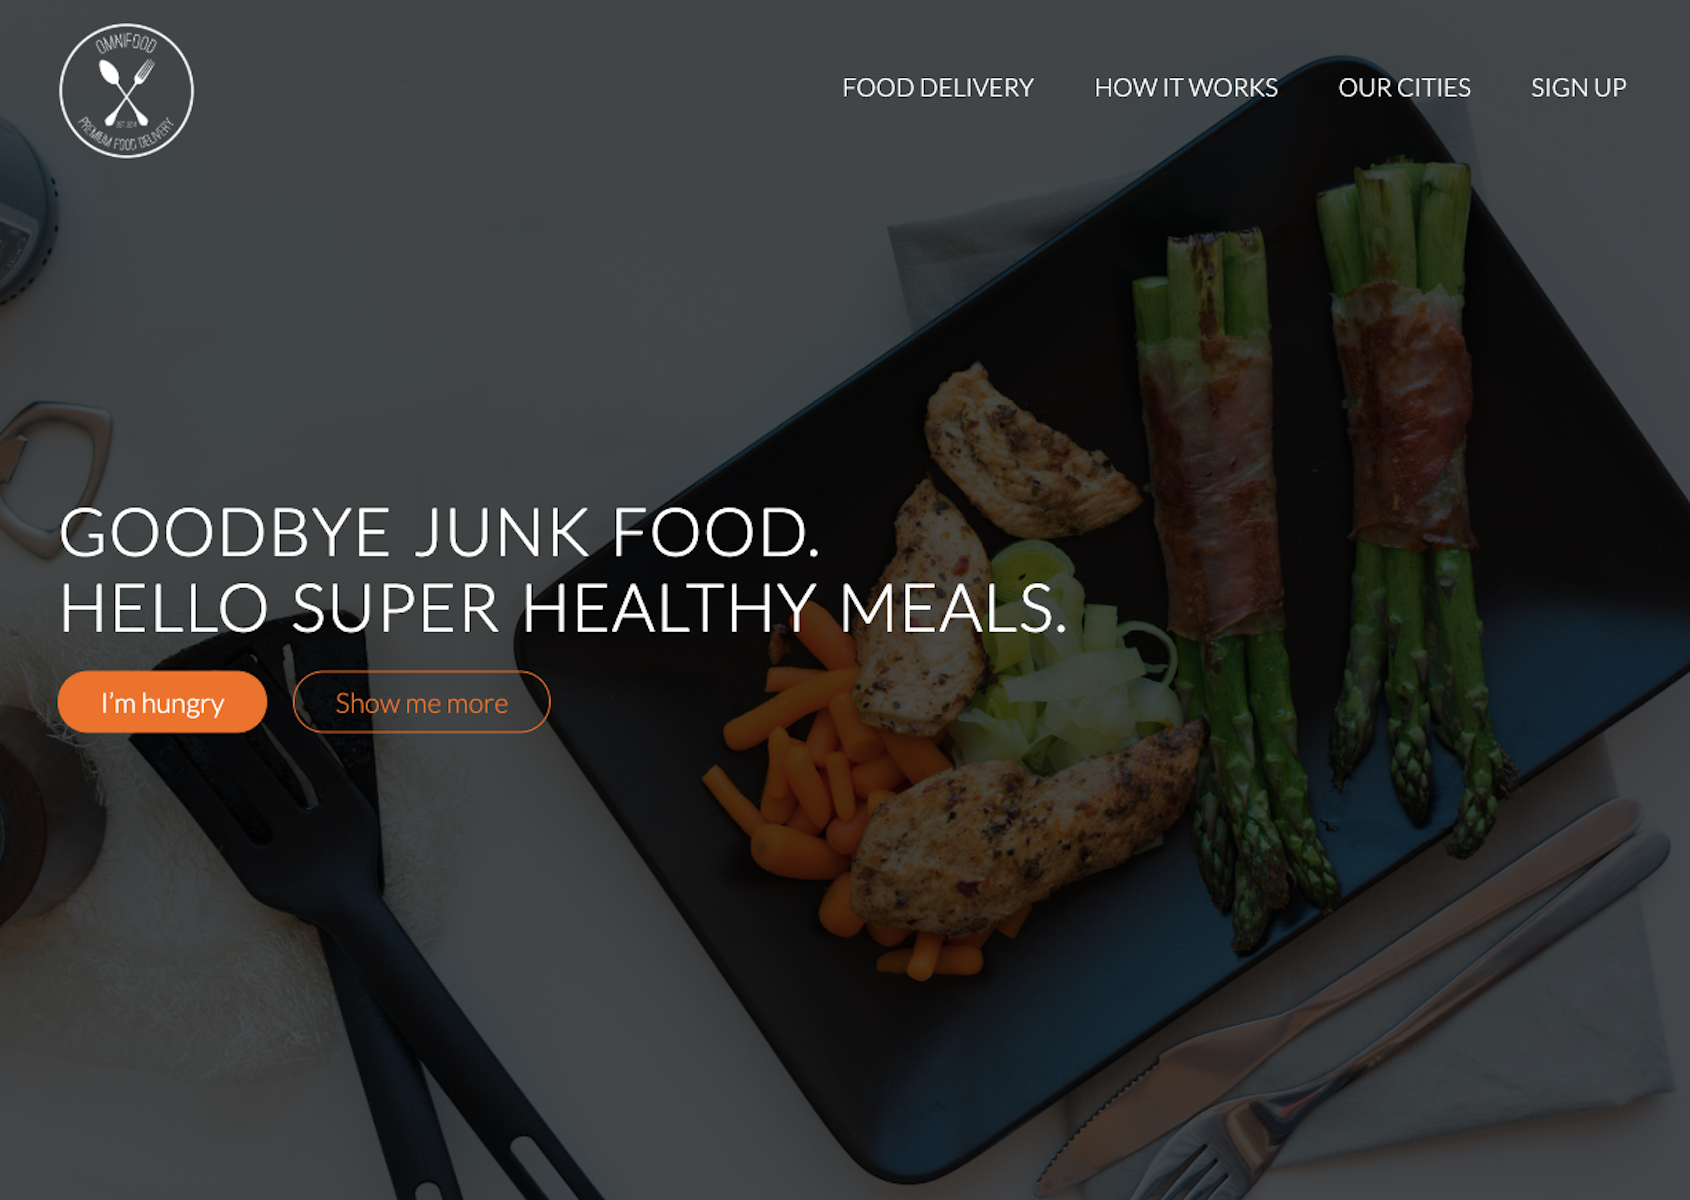 OMNIFOOD
EST 2014
PREMIUM FOOD DELIVERY
FOOD DELIVERY HOW IT WORKS OUR CITIES SIGN UP
GOODBYE JUNK FOOD.
HELLO SUPER HEALTHY MEALS.
I'm hungry Show me more